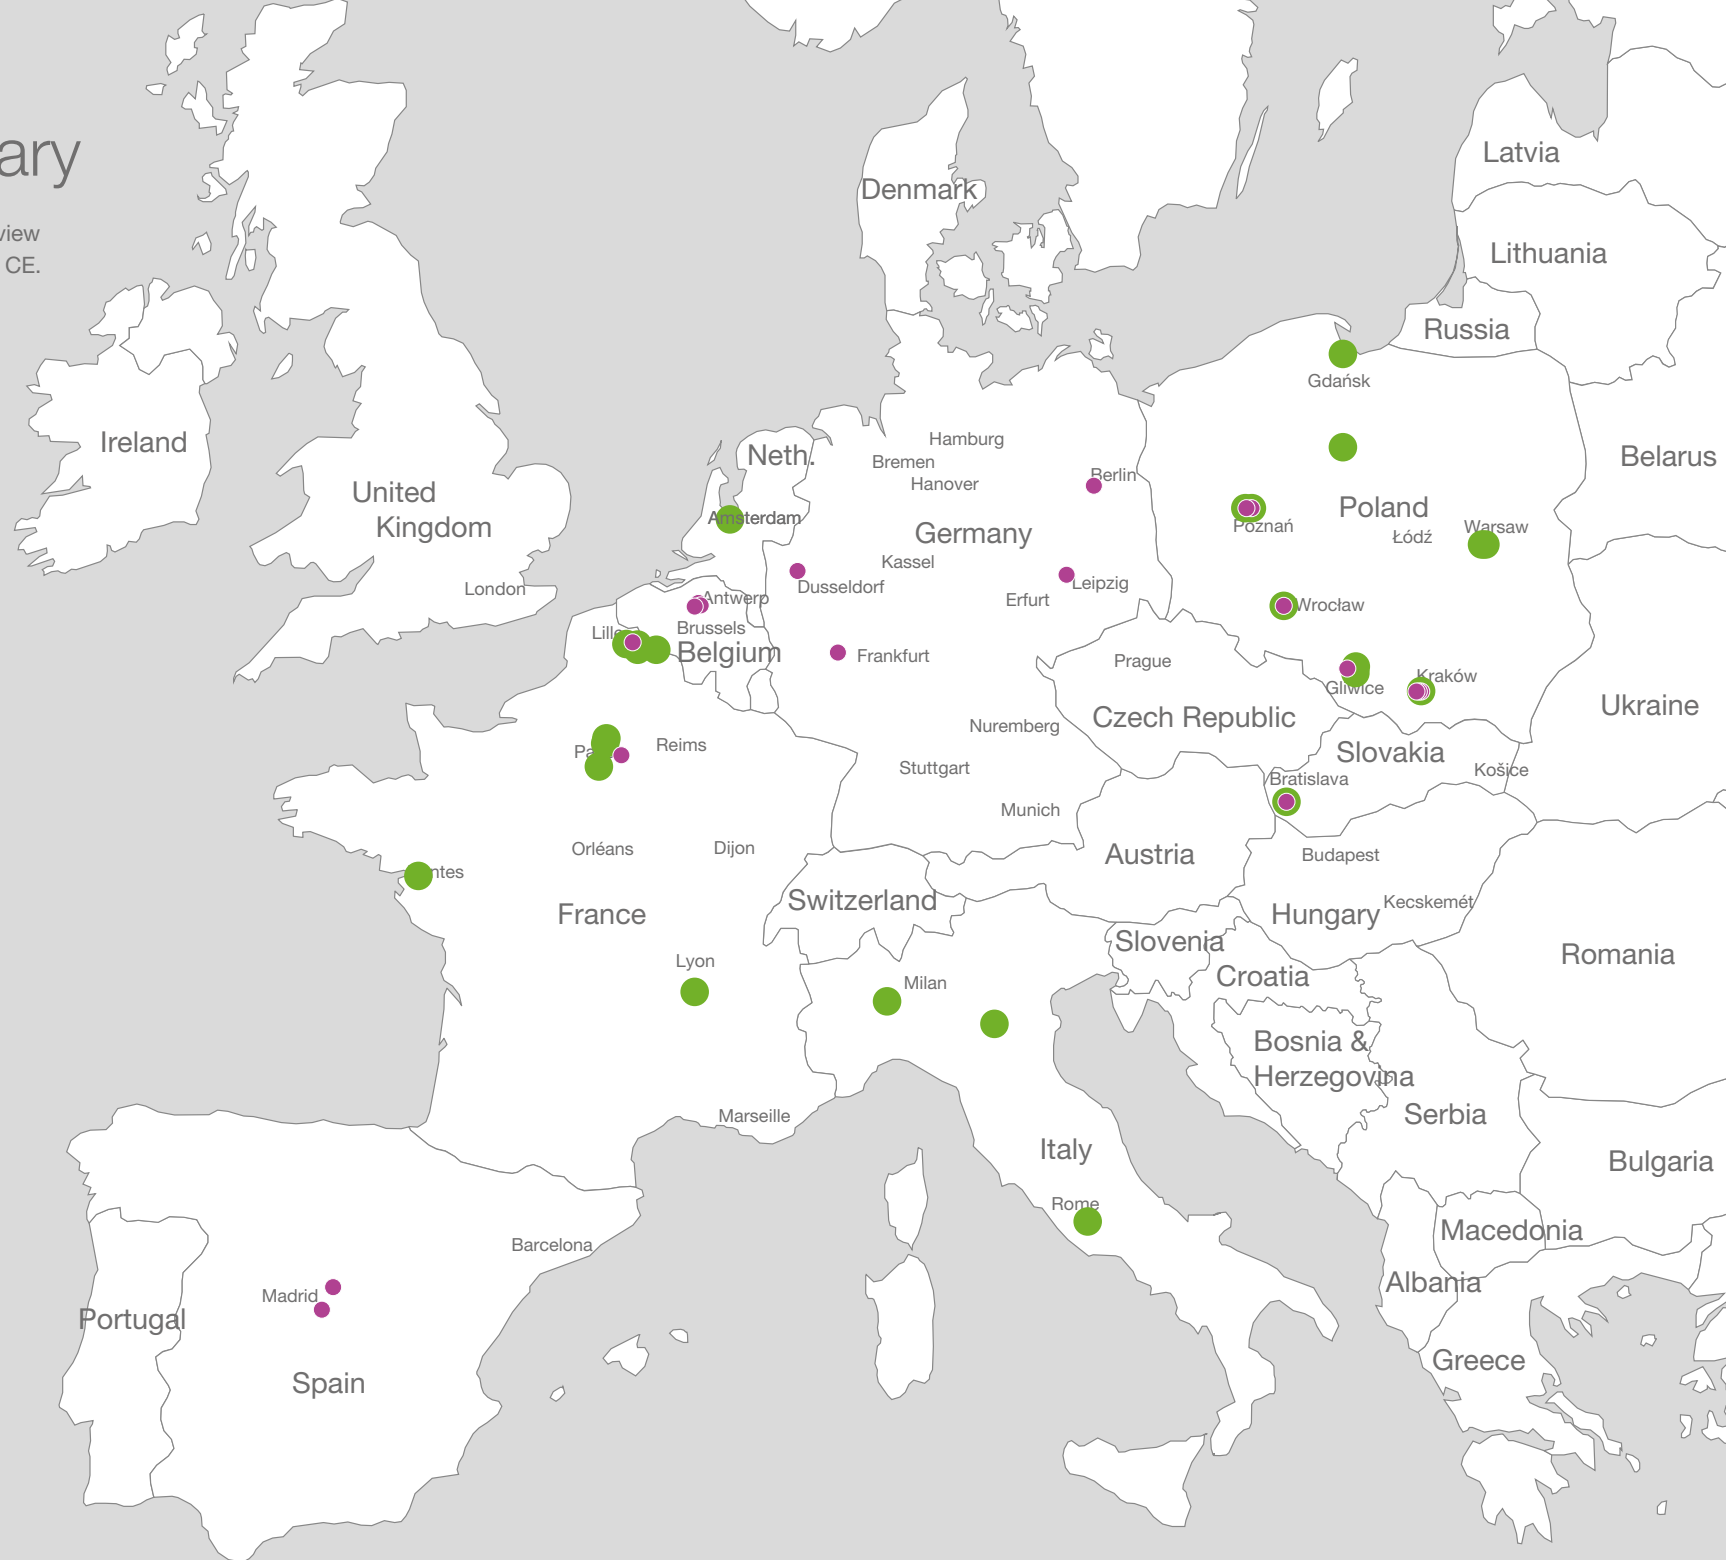 ary
view
CE.
Latvia
Denmark
Lithuania
Russia
Gdańsk
Ireland
Hamburg
Neth.
Bremen
Belarus
Berlin
Hanover
United
Kingdom
Poland
Amsterdam
Poznań
Warsaw
Germany
Łódź
Kassel
Dusseldorf
Leipzig
London
Antwerp
Erfurt
Wrocław
Brussels
Lille
Belgium
Frankfurt
Prague
Kraków
Gliwice
Ukraine
Czech Republic
Nuremberg
Reims
Slovakia
Stuttgart
Košice
Bratislava
Munich
Orléans
Dijon
Austria
Budapest
ntes
Switzerland
Kecskemét
France
Hungary
Slovenia
Romania
Lyon
Croatia
Milan
Bosnia &
Herzegovina
Marseille
Serbia
Italy
Bulgaria
Rome
Macedonia
Barcelona
Albania
Madrid
Portugal
Greece
Spain